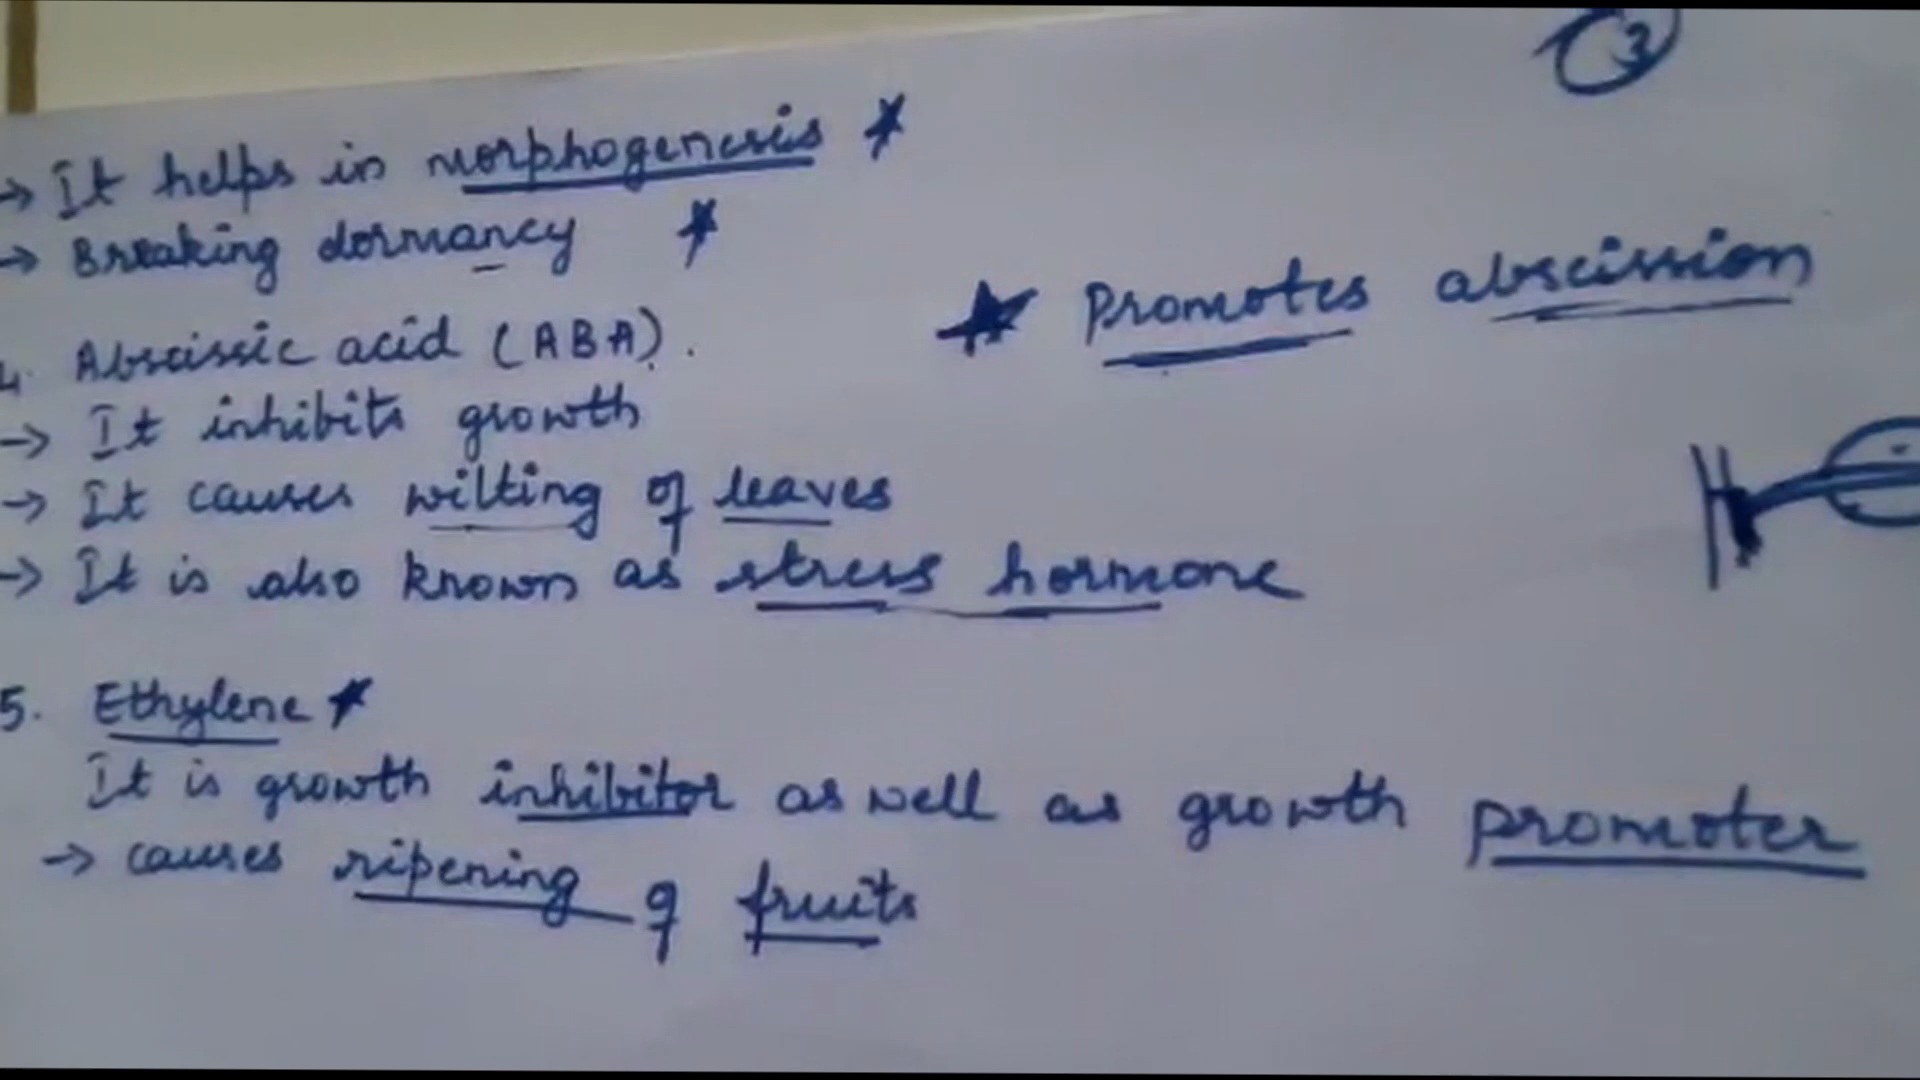 3
→ It helps in morphogenesis *
→ Breaking dormancy *
4. Abscissic acid (ABA).
★ Promotes abscission
→ It inhibits growth
→ It causes wilting of leaves
→ It is also known as stress hormone
5. Ethylene *
It is growth inhibitor as well as growth promoter
→ causes ripening of fruits